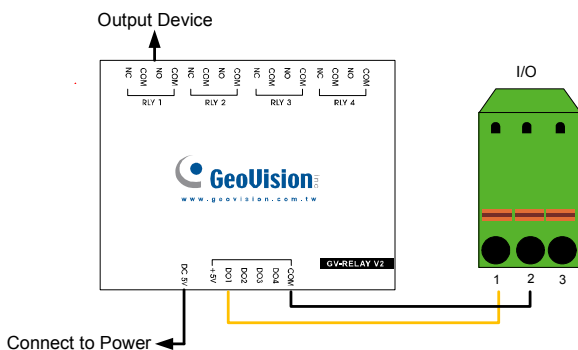 Output Device
NC COM NO COM NC COM NO COM NC COM NO COM NC COM NO COM
RLY 1 RLY 2 RLY 3 RLY 4
I/O
GeoVision Inc
www.geovision.com.tw
GV-RELAY V2
DC 5V +5V DO1 DO2 DO3 DO4 COM
1 2 3
Connect to Power